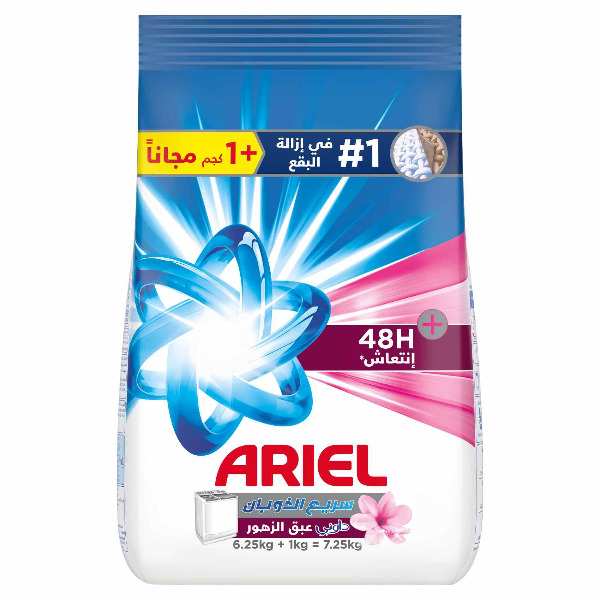 #1 في إزالة
البقع
+1 كجم مجاناً
48H
إنتعاش*
ARIEL
سريع الذوبان
داوني عبق الزهور
6.25kg + 1kg = 7.25kg